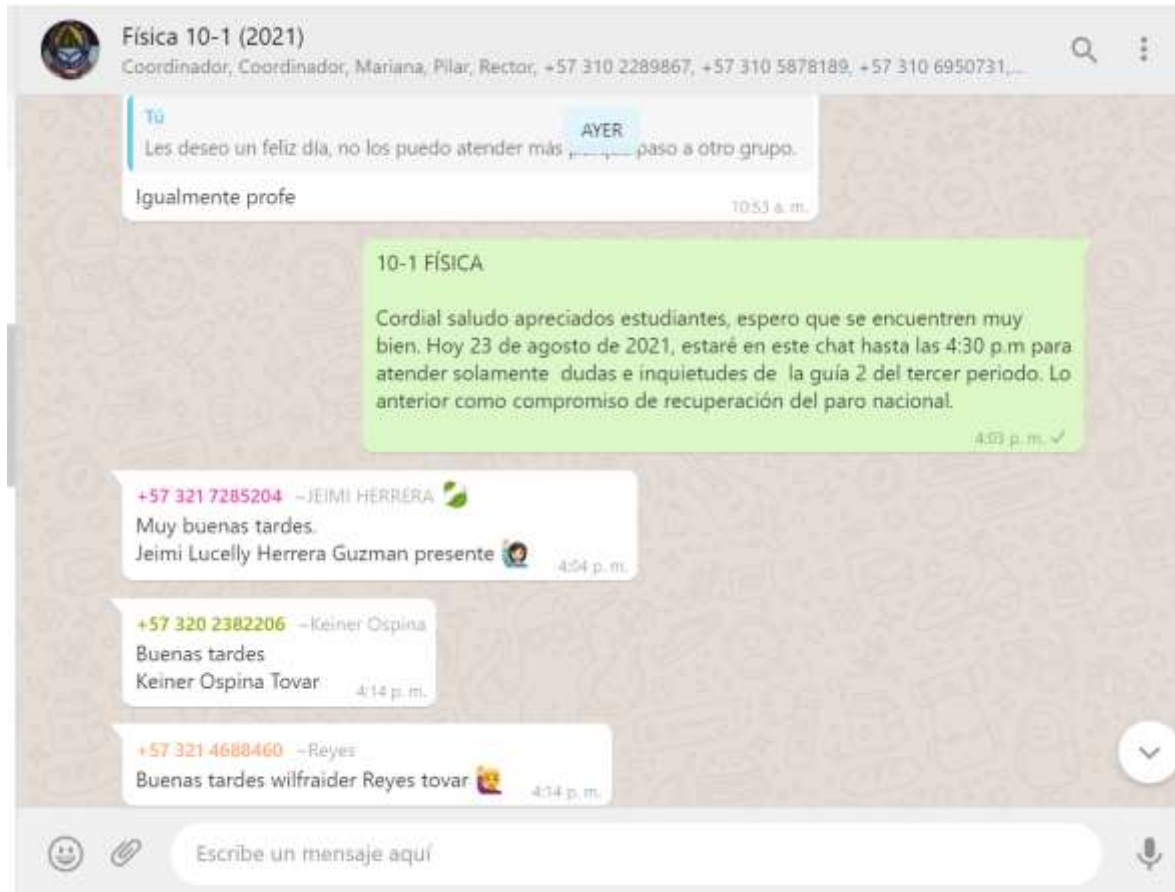 Física 10-1 (2021)
Coordinador, Coordinador, Mariana, Pilar, Rector, +57 310 2289867, +57 310 5878189, +57 310 6950731,...
Tú
AYER
Les deseo un feliz día, no los puedo atender más paso a otro grupo.
Igualmente profe
10:53 a. m.
10-1 FÍSICA
Cordial saludo apreciados estudiantes, espero que se encuentren muy
bien. Hoy 23 de agosto de 2021, estaré en este chat hasta las 4:30 p.m para
atender solamente dudas e inquietudes de la guía 2 del tercer periodo. Lo
anterior como compromiso de recuperación del paro nacional.
4:03 p. m.
+57 321 7285204 ~JEIMI HERRERA
Muy buenas tardes.
Jeimi Lucelly Herrera Guzman presente
4:04 p. m.
+57 320 2382206 ~Keiner Ospina
Buenas tardes
Keiner Ospina Tovar
4:14 p. m.
+57 321 4688460 ~Reyes
Buenas tardes wilfraider Reyes tovar
4:14 p. m.
Escribe un mensaje aquí